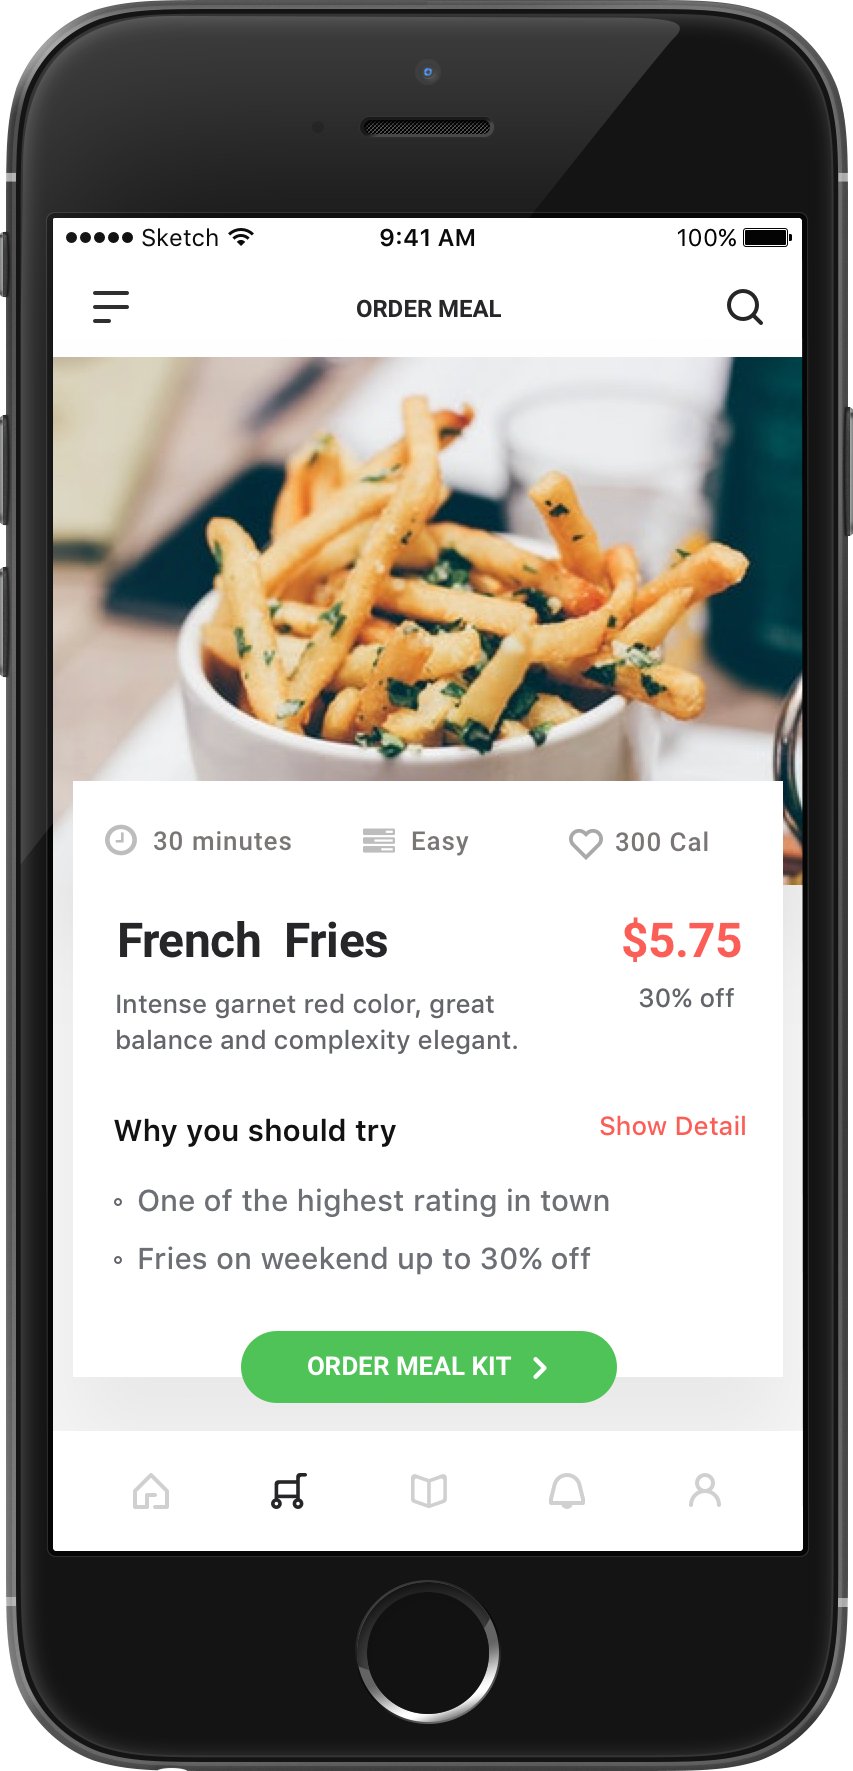 Sketch 9:41 AM 100%
ORDER MEAL
30 minutes Easy 300 Cal
French Fries $5.75
30% off
Intense garnet red color, great
balance and complexity elegant.
Why you should try Show Detail
One of the highest rating in town
Fries on weekend up to 30% off
ORDER MEAL KIT